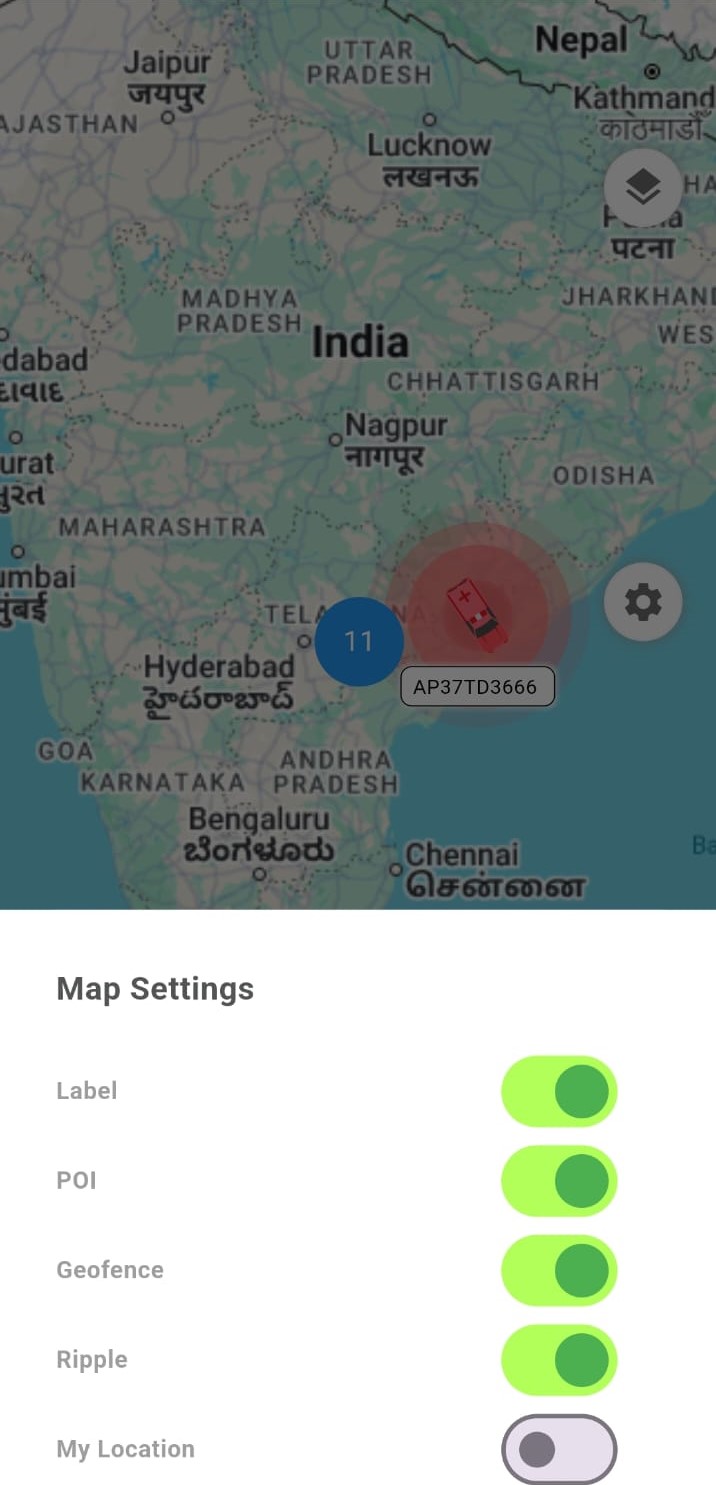 Nepal
Jaipur
जयपुर
UTTAR
PRADESH
Kathmand
काठमाडौँ
AJASTHAN
Lucknow
लखनऊ
HA
पटना
MADHYA
PRADESH
JHARKHAND
India
WES
dabad
CHHATTISGARH
Nagpur
नागपूर
urat
સુરત
ODISHA
MAHARASHTRA
umbai
मुंबई
TELA
NA
11
Hyderabad
హైదరాబాద్
AP37TD3666
GOA
KARNATAKA
ANDHRA
PRADESH
Bengaluru
ಬೆಂಗಳೂರು
Ba
Chennai
சென்னை
Map Settings
Label
POI
Geofence
Ripple
My Location